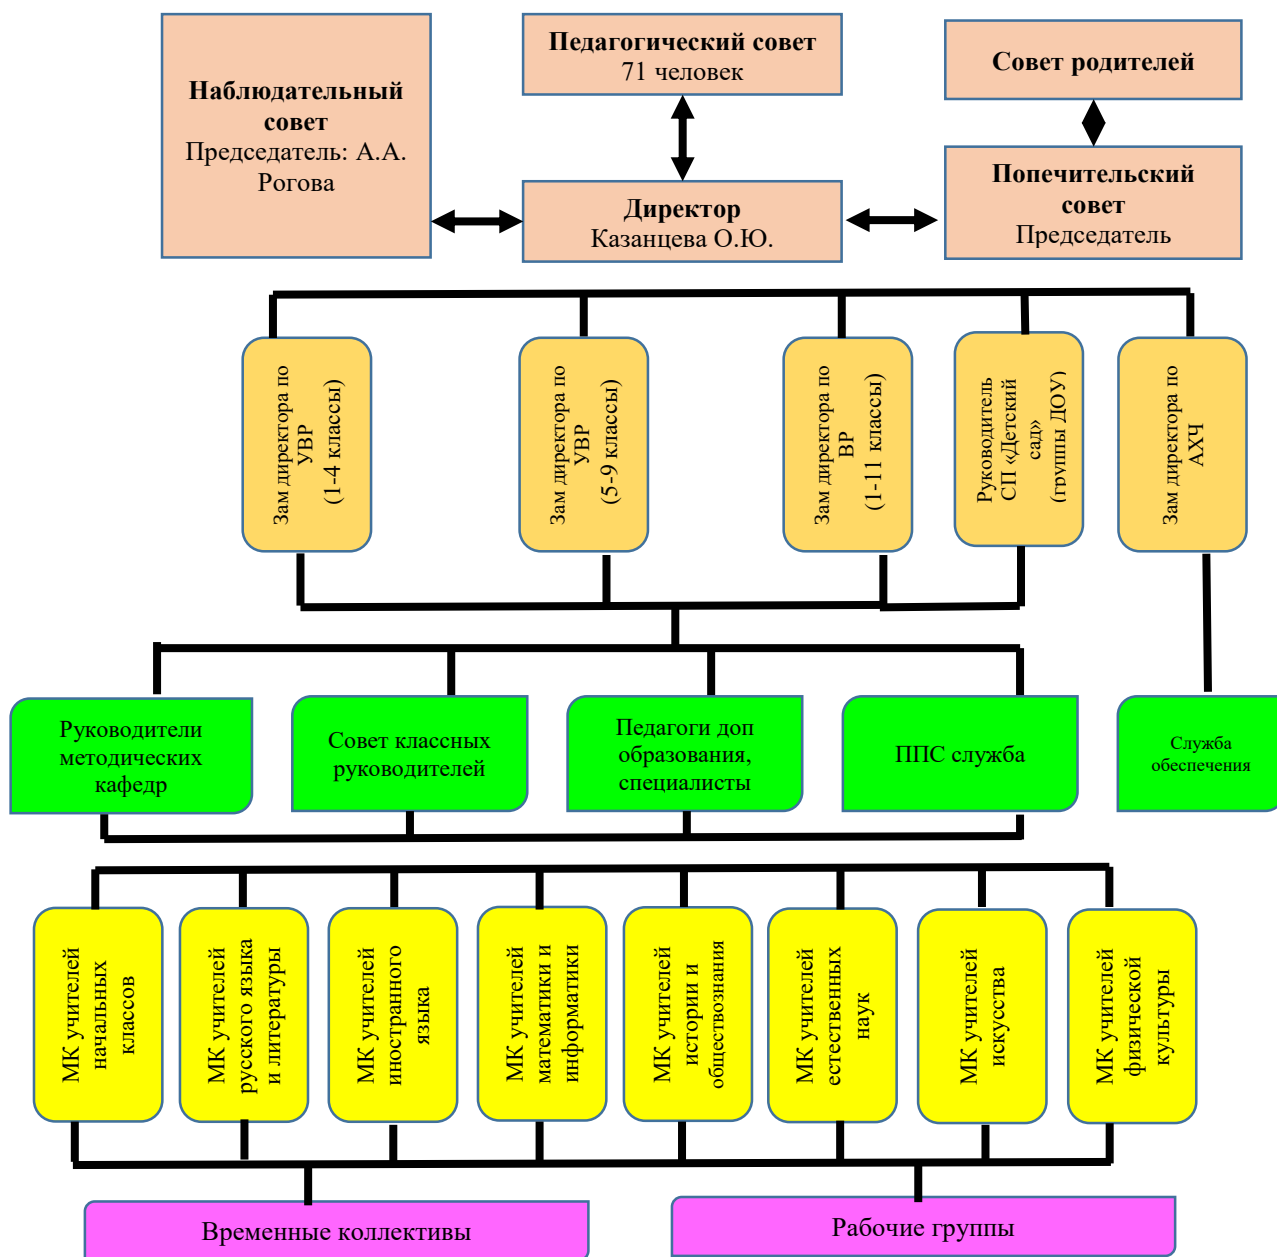 Наблюдательный
совет
Председатель: А.А.
Рогова
Педагогический совет
71 человек
Совет родителей
Директор
Казанцева О.Ю.
Попечительский
совет
Председатель
Зам директора по
УВР
(1-4 классы)
Зам директора по
УВР
(5-9 классы)
Зам директора по
ВР
(1-11 классы)
Руководитель
СП «Детский
сад»
(группы ДОУ)
Зам директора по
АХЧ
Руководители
методических
кафедр
Совет классных
руководителей
Педагоги доп
образования,
специалисты
ППС служба
Служба
обеспечения
МК учителей
начальных
классов
МК учителей
русского языка
и литературы
МК учителей
иностранного
языка
МК учителей
математики и
информатики
МК учителей
истории и
обществознания
МК учителей
естественных
наук
МК учителей
искусства
МК учителей
физической
культуры
Временные коллективы
Рабочие группы